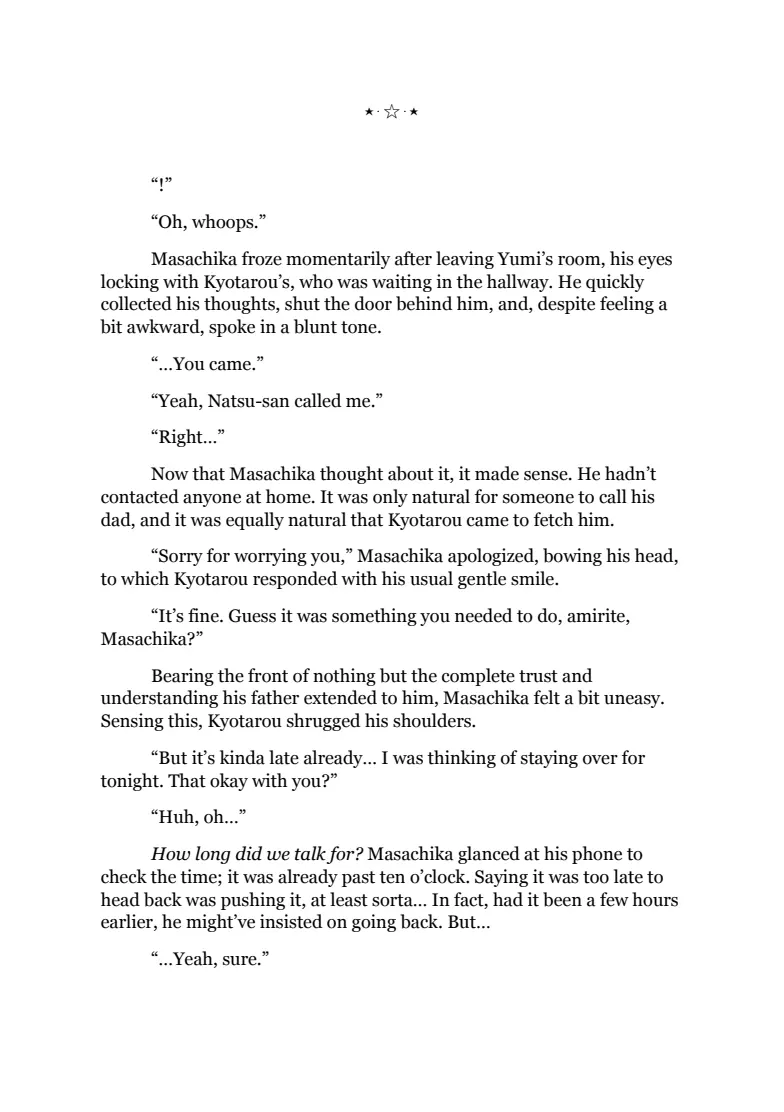 ★·☆·★
“!”
“Oh, whoops.”
Masachika froze momentarily after leaving Yumi’s room, his eyes
locking with Kyotarou’s, who was waiting in the hallway. He quickly
collected his thoughts, shut the door behind him, and, despite feeling a
bit awkward, spoke in a blunt tone.
“…You came.”
“Yeah, Natsu-san called me.”
“Right…”
Now that Masachika thought about it, it made sense. He hadn’t
contacted anyone at home. It was only natural for someone to call his
dad, and it was equally natural that Kyotarou came to fetch him.
“Sorry for worrying you,” Masachika apologized, bowing his head,
to which Kyotarou responded with his usual gentle smile.
“It’s fine. Guess it was something you needed to do, amirite,
Masachika?”
Bearing the front of nothing but the complete trust and
understanding his father extended to him, Masachika felt a bit uneasy.
Sensing this, Kyotarou shrugged his shoulders.
“But it’s kinda late already… I was thinking of staying over for
tonight. That okay with you?”
“Huh, oh…”
How long did we talk for? Masachika glanced at his phone to
check the time; it was already past ten o’clock. Saying it was too late to
head back was pushing it, at least sorta… In fact, had it been a few hours
earlier, he might’ve insisted on going back. But…
“…Yeah, sure.”